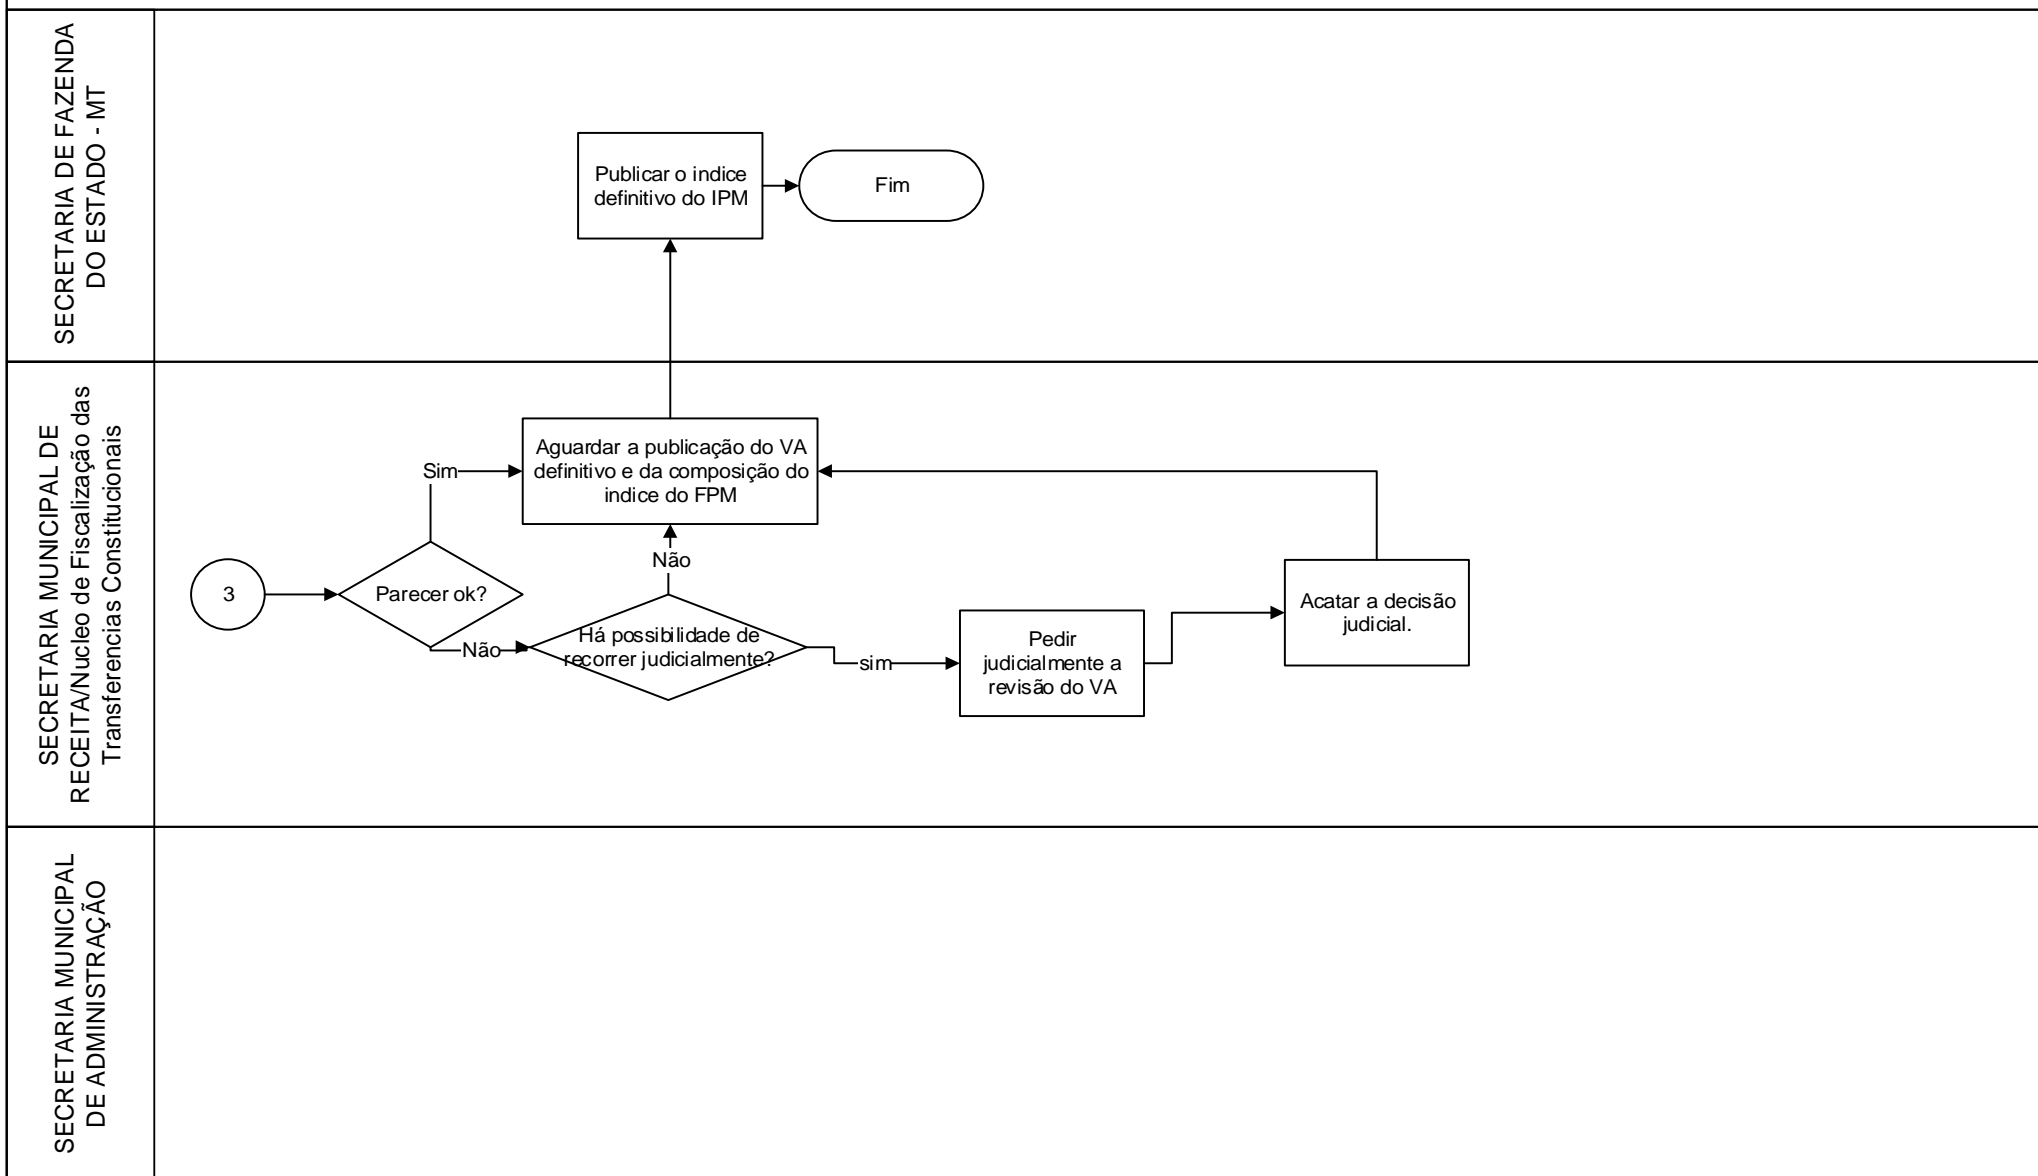 SECRETARIA DE FAZENDA
DO ESTADO - MT
Publicar o indice
definitivo do IPM
Fim
SECRETARIA MUNICIPAL DE
RECEITA/Nucleo de Fiscalização das
Transferencias Constitucionais
3
Parecer ok?
Sim
Não
Aguardar a publicação do VA
definitivo e da composição do
indice do FPM
Não
Há possibilidade de
recorrer judicialmente?
sim
Pedir
judicialmente a
revisão do VA
Acatar a decisão
judicial.
SECRETARIA MUNICIPAL
DE ADMINISTRAÇÃO